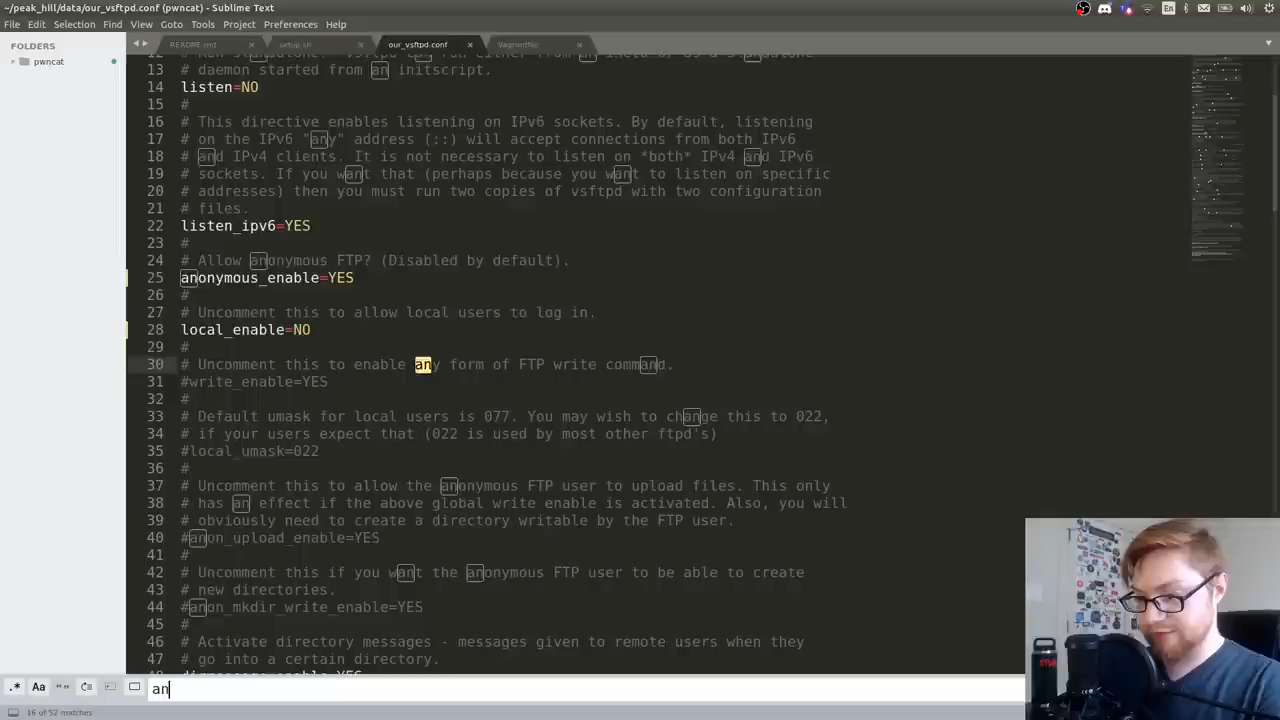 ~/peak_hill/data/our_vsftpd.conf (pwncat) - Sublime Text
En
File Edit Selection Find View Goto Tools Project Preferences Help
FOLDERS
pwncat
README.md × setup.sh × our_vsftpd.conf × Vagrantfile ×
13 # daemon started from an initscript.
14 listen=NO
15 #
16 # This directive enables listening on IPv6 sockets. By default, listening
17 # on the IPv6 "any" address (::) will accept connections from both IPv6
18 # and IPv4 clients. It is not necessary to listen on *both* IPv4 and IPv6
19 # sockets. If you want that (perhaps because you want to listen on specific
20 # addresses) then you must run two copies of vsftpd with two configuration
21 # files.
22 listen_ipv6=YES
23 #
24 # Allow anonymous FTP? (Disabled by default).
25 anonymous_enable=YES
26 #
27 # Uncomment this to allow local users to log in.
28 local_enable=NO
29 #
30 # Uncomment this to enable any form of FTP write command.
31 #write_enable=YES
32 #
33 # Default umask for local users is 077. You may wish to change this to 022,
34 # if your users expect that (022 is used by most other ftpd's)
35 #local_umask=022
36 #
37 # Uncomment this to allow the anonymous FTP user to upload files. This only
38 # has an effect if the above global write enable is activated. Also, you will
39 # obviously need to create a directory writable by the FTP user.
40 #anon_upload_enable=YES
41 #
42 # Uncomment this if you want the anonymous FTP user to be able to create
43 # new directories.
44 #anon_mkdir_write_enable=YES
45 #
46 # Activate directory messages - messages given to remote users when they
47 # go into a certain directory.
.* Aa “” an
16 of 52 matches